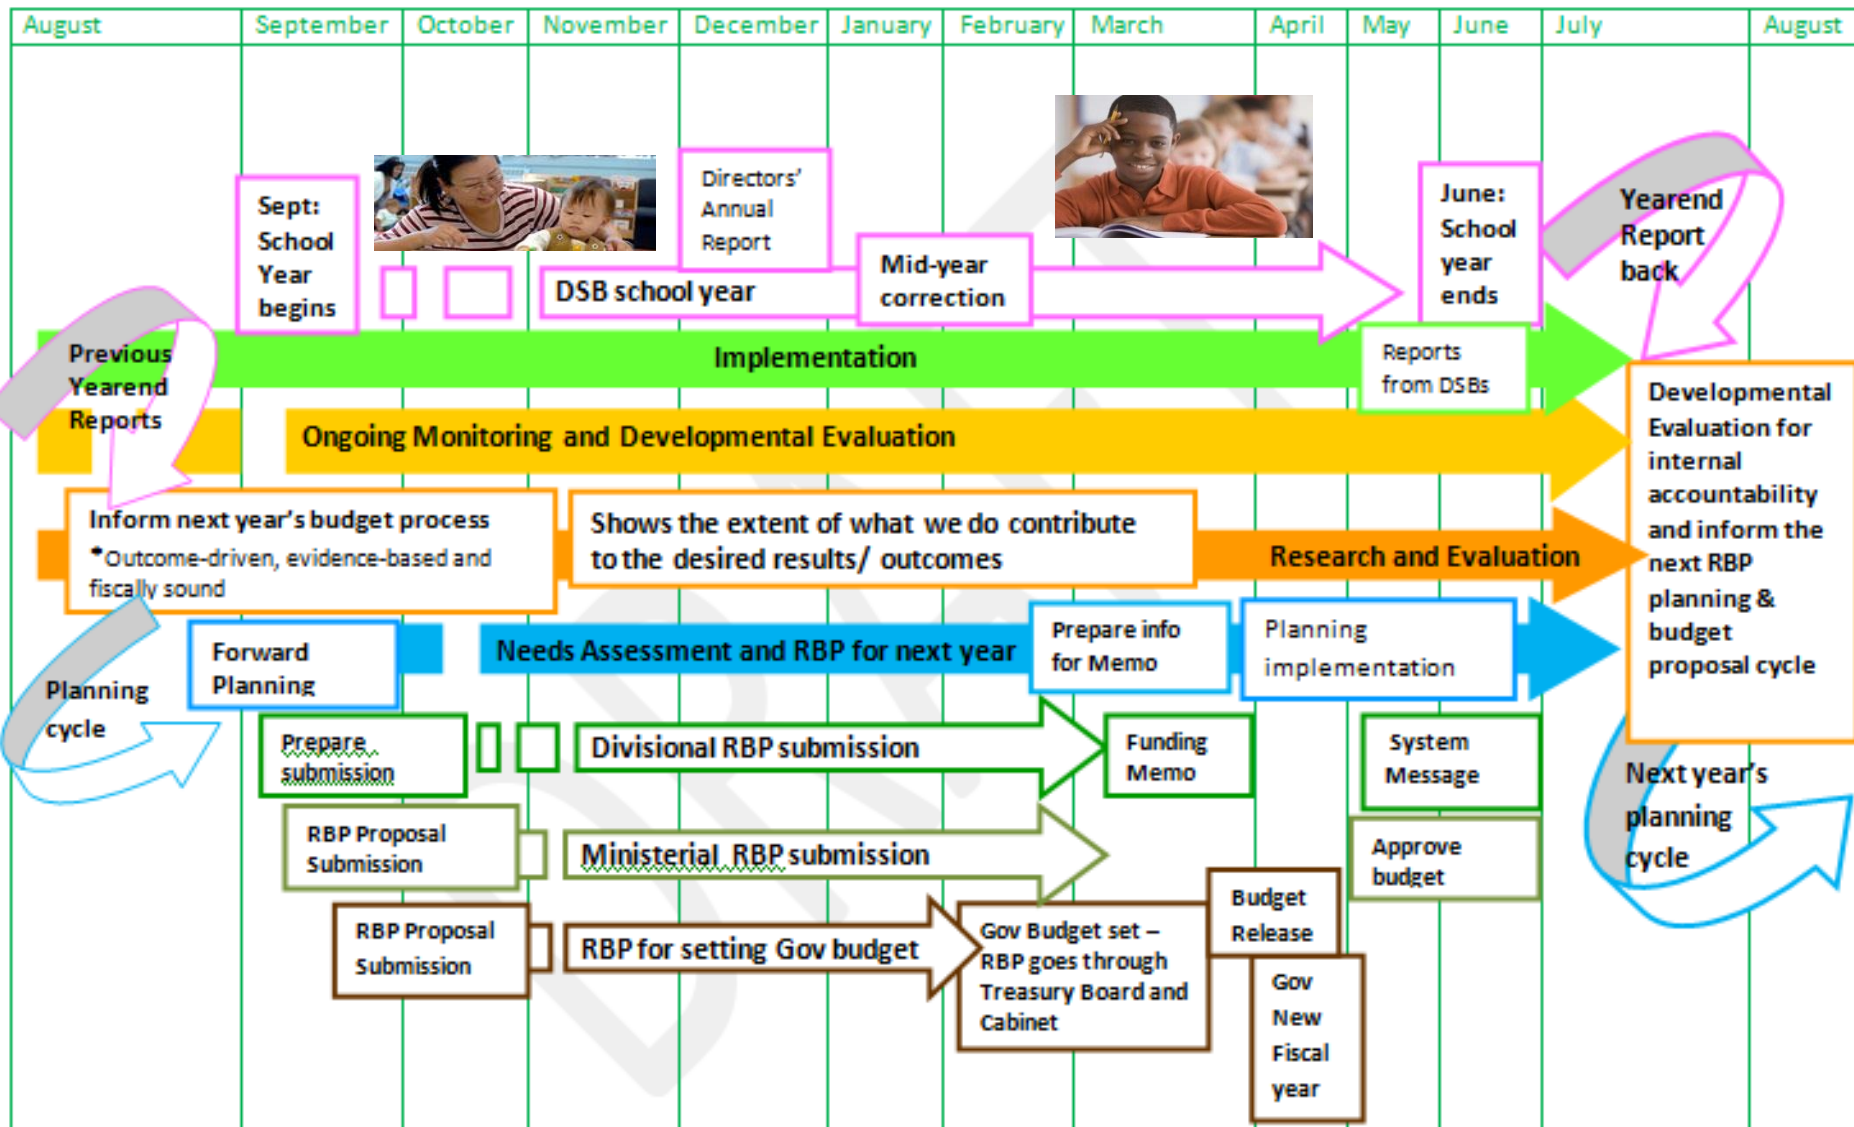 August September October November December January February March April May June July August
Sept:
School
Year
begins
Directors’
Annual
Report
DSB school year
Mid-year
correction
June:
School
year
ends
Yearend
Report
back
Previous
Yearend
Reports
Implementation
Reports
from DSBs
Ongoing Monitoring and Developmental Evaluation
Inform next year’s budget process
*Outcome-driven, evidence-based and
fiscally sound
Shows the extent of what we do contribute
to the desired results/ outcomes
Research and Evaluation
Developmental
Evaluation for
internal
accountability
and inform the
next RBP
planning &
budget
proposal cycle
Planning
cycle
Forward
Planning
Needs Assessment and RBP for next year
Prepare info
for Memo
Planning
implementation
Prepare
submission
Divisional RBP submission
Funding
Memo
System
Message
Next year’s
planning
cycle
RBP Proposal
Submission
Ministerial RBP submission
Approve
budget
RBP Proposal
Submission
RBP for setting Gov budget
Gov Budget set –
RBP goes through
Treasury Board and
Cabinet
Budget
Release
Gov
New
Fiscal
year
DRAFT